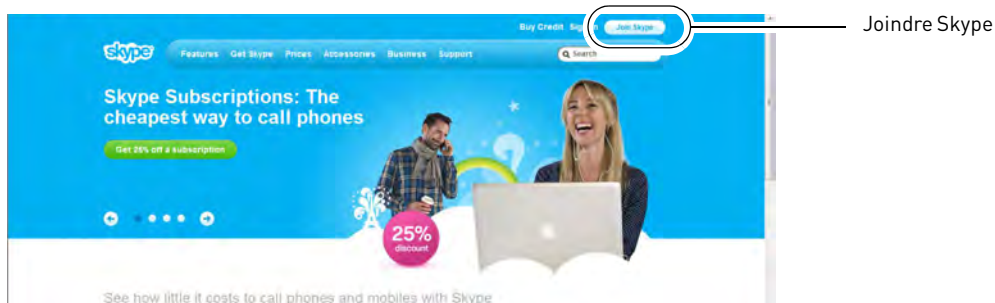 Buy Credit Sign in Join Skype
Joindre Skype
skype
Features Get Skype Prices Accessories Business Support
Search
Skype Subscriptions: The
cheapest way to call phones
Get 25% off a subscription
25%
discount
See how little it costs to call phones and mobiles with Skype